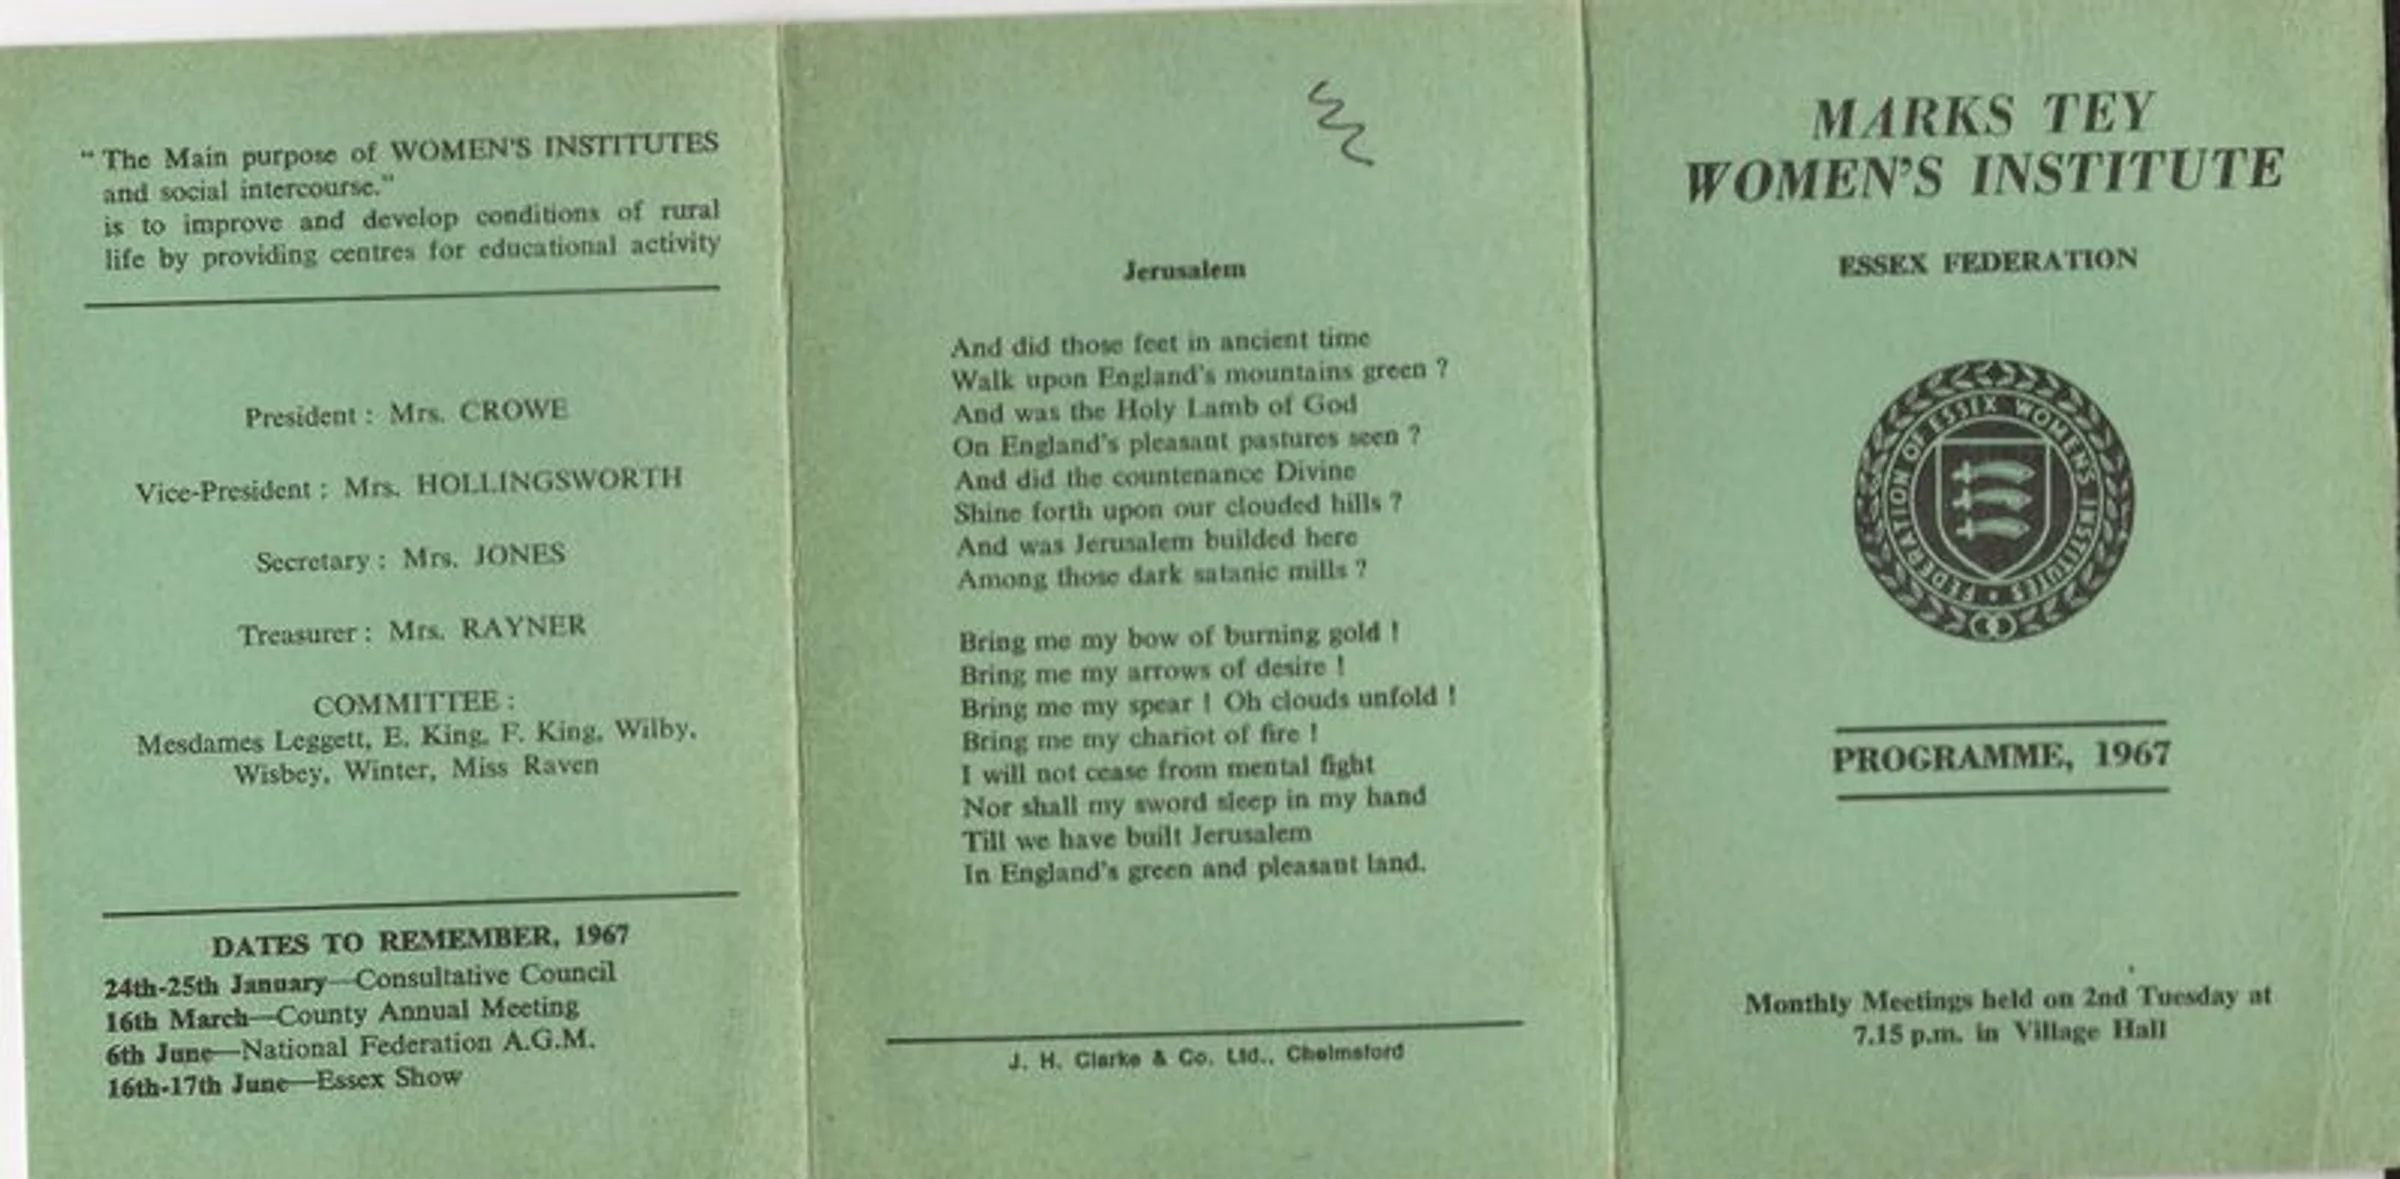 “ The Main purpose of WOMEN'S INSTITUTES
and social intercourse.”
is to improve and develop conditions of rural
life by providing centres for educational activity
President : Mrs. CROWE
Vice-President : Mrs. HOLLINGSWORTH
Secretary : Mrs. JONES
Treasurer : Mrs. RAYNER
COMMITTEE :
Mesdames Leggett, E. King, F. King, Wilby,
Wisbey, Winter, Miss Raven
DATES TO REMEMBER, 1967
24th-25th January—Consultative Council
16th March—County Annual Meeting
6th June—National Federation A.G.M.
16th-17th June—Essex Show
Jerusalem
And did those feet in ancient time
Walk upon England's mountains green ?
And was the Holy Lamb of God
On England's pleasant pastures seen ?
And did the countenance Divine
Shine forth upon our clouded hills ?
And was Jerusalem builded here
Among those dark satanic mills ?
Bring me my bow of burning gold !
Bring me my arrows of desire !
Bring me my spear ! Oh clouds unfold !
Bring me my chariot of fire !
I will not cease from mental fight
Nor shall my sword sleep in my hand
Till we have built Jerusalem
In England's green and pleasant land.
J. H. Clarke & Co. Ltd., Chelmsford
MARKS TEY
WOMEN'S INSTITUTE
ESSEX FEDERATION
FEDERATION OF ESSEX WOMEN'S INSTITUTES •
PROGRAMME, 1967
Monthly Meetings held on 2nd Tuesday at
7.15 p.m. in Village Hall